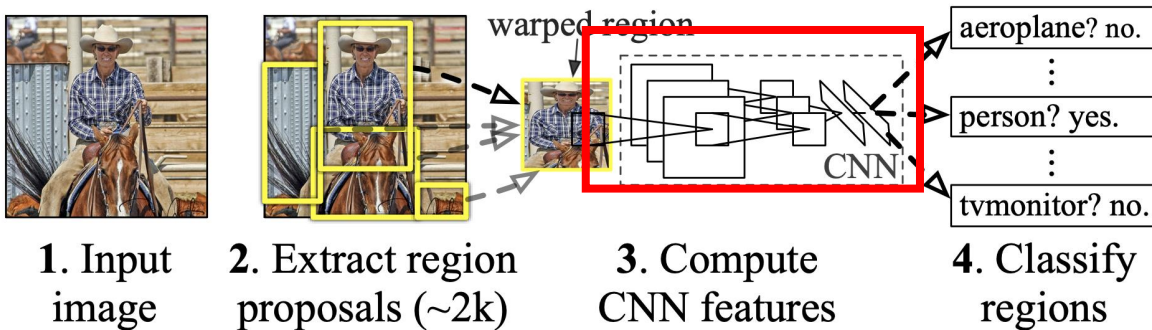 warped region
aeroplane? no.
person? yes.
CNN
tvmonitor? no.
1. Input
image
2. Extract region
proposals (~2k)
3. Compute
CNN features
4. Classify
regions